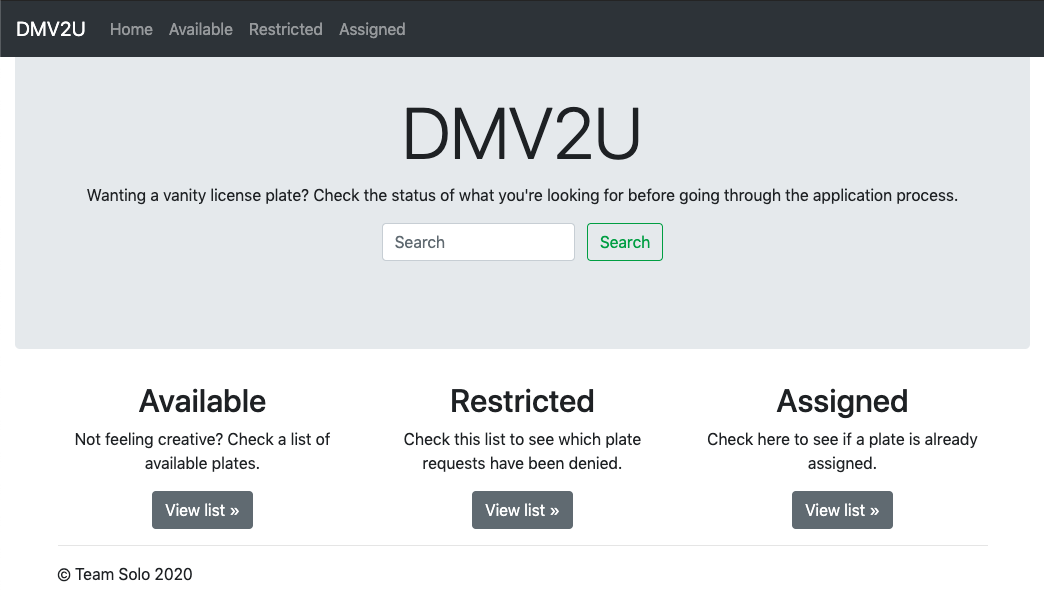 DMV2U Home Available Restricted Assigned
DMV2U
Wanting a vanity license plate? Check the status of what you're looking for before going through the application process.
Search Search
Available
Not feeling creative? Check a list of
available plates.
View list »
Restricted
Check this list to see which plate
requests have been denied.
View list »
Assigned
Check here to see if a plate is already
assigned.
View list »
© Team Solo 2020